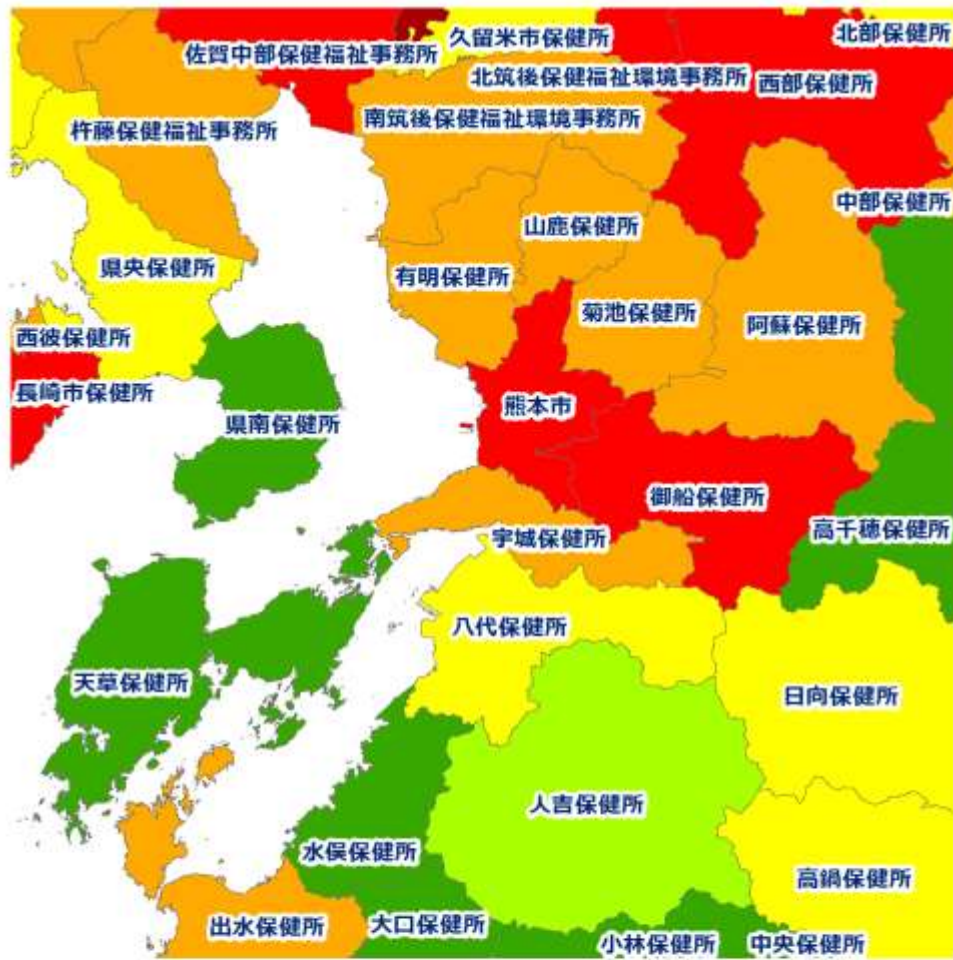 北部保健所
久留米市保健所
佐賀中部保健福祉事務所
北筑後保健福祉環境事務所
西部保健所
南筑後保健福祉環境事務所
杵藤保健福祉事務所
中部保健所
山鹿保健所
県央保健所
有明保健所
菊池保健所
阿蘇保健所
西彼保健所
長崎市保健所
熊本市
県南保健所
御船保健所
高千穂保健所
宇城保健所
八代保健所
天草保健所
日向保健所
人吉保健所
水俣保健所
高鍋保健所
出水保健所
大口保健所
小林保健所
中央保健所